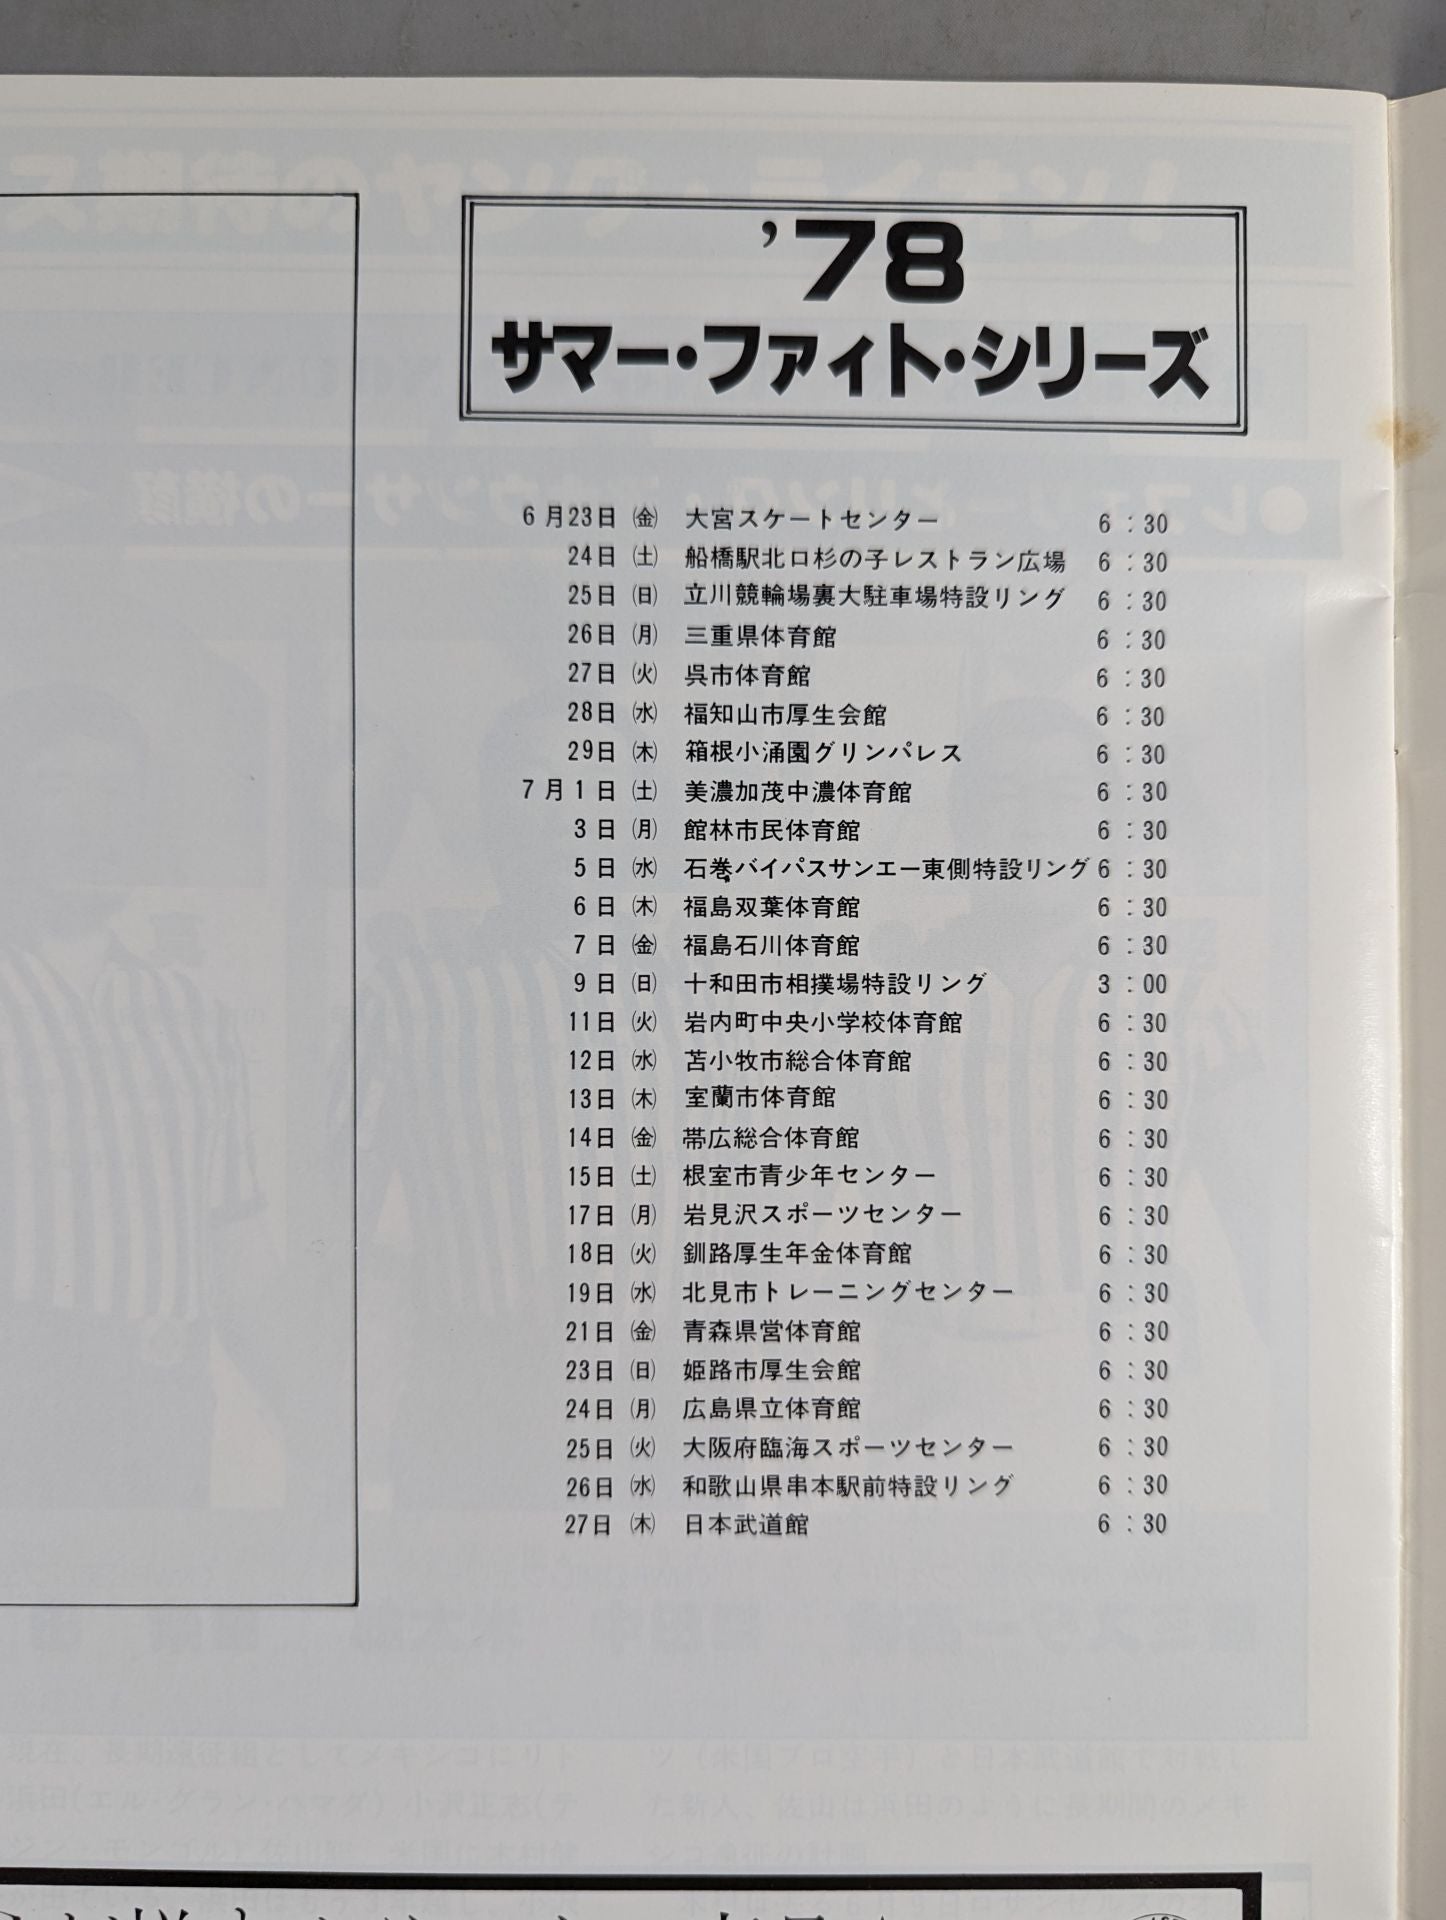 ’78
サマー・ファイト・シリーズ
6月23日 ㈮ 大宮スケートセンター 6：30
24日 ㈯ 船橋駅北口杉の子レストラン広場 6：30
25日 ㈰ 立川競輪場裏大駐車場特設リング 6：30
26日 ㈪ 三重県体育館 6：30
27日 ㈫ 呉市体育館 6：30
28日 ㈬ 福知山市厚生会館 6：30
29日 ㈭ 箱根小涌園グリンパレス 6：30
7月1日 ㈯ 美濃加茂中濃体育館 6：30
3日 ㈪ 館林市民体育館 6：30
5日 ㈬ 石巻バイパスサンエー東側特設リング 6：30
6日 ㈭ 福島双葉体育館 6：30
7日 ㈮ 福島石川体育館 6：30
9日 ㈰ 十和田市相撲場特設リング 3：00
11日 ㈫ 岩内町中央小学校体育館 6：30
12日 ㈬ 苫小牧市総合体育館 6：30
13日 ㈭ 室蘭市体育館 6：30
14日 ㈮ 帯広総合体育館 6：30
15日 ㈯ 根室市青少年センター 6：30
17日 ㈪ 岩見沢スポーツセンター 6：30
18日 ㈫ 釧路厚生年金体育館 6：30
19日 ㈬ 北見市トレーニングセンター 6：30
21日 ㈮ 青森県営体育館 6：30
23日 ㈰ 姫路市厚生会館 6：30
24日 ㈪ 広島県立体育館 6：30
25日 ㈫ 大阪府臨海スポーツセンター 6：30
26日 ㈬ 和歌山県串本駅前特設リング 6：30
27日 ㈭ 日本武道館 6：30